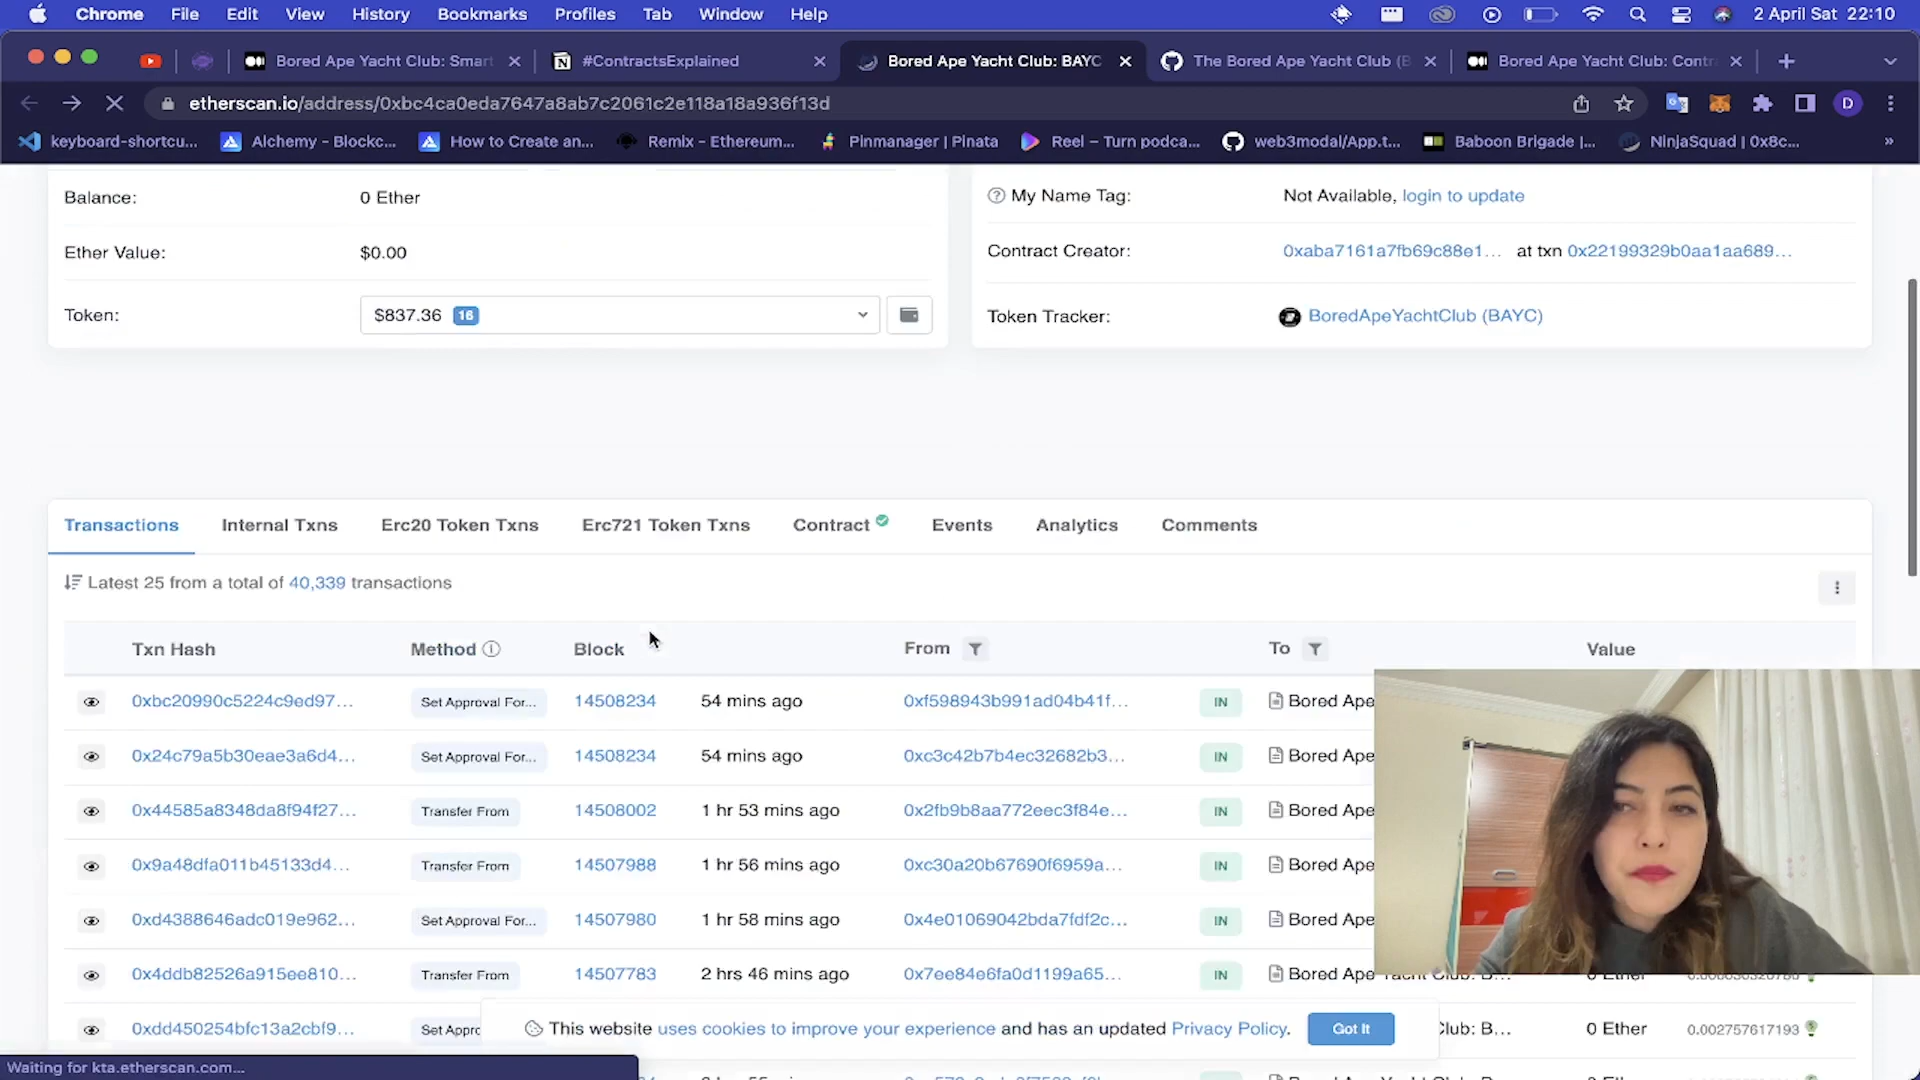 Chrome File Edit View History Bookmarks Profiles Tab Window Help 2 April Sat 22:10
Bored Ape Yacht Club: Smart #ContractsExplained Bored Ape Yacht Club: BAYC The Bored Ape Yacht Club (B Bored Ape Yacht Club: Contr
etherscan.io/address/0xbc4ca0eda7647a8ab7c2061c2e118a18a936f13d D
keyboard-shortcu... Alchemy - Blockc... How to Create an... Remix - Ethereum... Pinmanager | Pinata Reel – Turn podca... web3modal/App.t... Baboon Brigade |... NinjaSquad | 0x8c... »
Balance: 0 Ether
My Name Tag: Not Available, login to update
Ether Value: $0.00
Contract Creator: 0xaba7161a7fb69c88e1... at txn 0x22199329b0aa1aa689...
Token: $837.36 16
Token Tracker: BoredApeYachtClub (BAYC)
Transactions Internal Txns Erc20 Token Txns Erc721 Token Txns Contract Events Analytics Comments
Latest 25 from a total of 40,339 transactions
Txn Hash Method Block From To Value
0xbc20990c5224c9ed97... Set Approval For... 14508234 54 mins ago 0xf598943b991ad04b41f... IN Bored Ape
0x24c79a5b30eae3a6d4... Set Approval For... 14508234 54 mins ago 0xc3c42b7b4ec32682b3... IN Bored Ape
0x44585a8348da8f94f27... Transfer From 14508002 1 hr 53 mins ago 0x2fb9b8aa772eec3f84e... IN Bored Ape
0x9a48dfa011b45133d4... Transfer From 14507988 1 hr 56 mins ago 0xc30a20b67690f6959a... IN Bored Ape
0xd4388646adc019e962... Set Approval For... 14507980 1 hr 58 mins ago 0x4e01069042bda7fdf2c... IN Bored Ape
0x4ddb82526a915ee810... Transfer From 14507783 2 hrs 46 mins ago 0x7ee84e6fa0d1199a65... IN Bored Ape Yacht Club: B... 0 Ether
0xdd450254bfc13a2cbf9... Set Appro Club: B... 0 Ether 0.002757617193
This website uses cookies to improve your experience and has an updated Privacy Policy. Got It
Waiting for kta.etherscan.com...